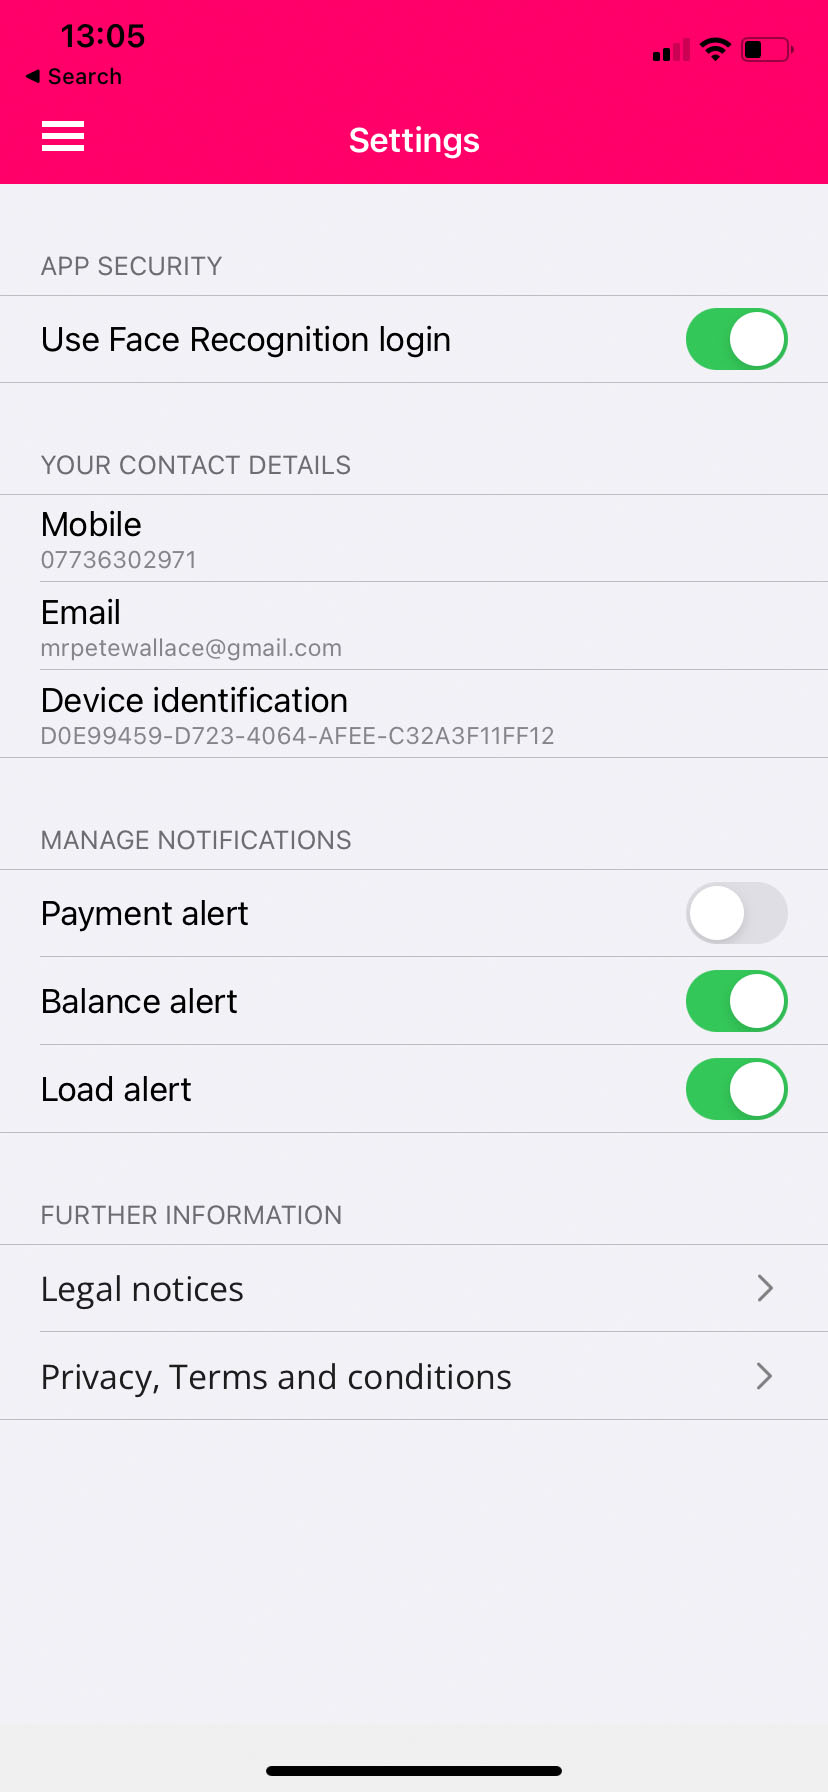 13:05
◀ Search
Settings
APP SECURITY
Use Face Recognition login
YOUR CONTACT DETAILS
Mobile
07736302971
Email
mrpetewallace@gmail.com
Device identification
D0E99459-D723-4064-AFEE-C32A3F11FF12
MANAGE NOTIFICATIONS
Payment alert
Balance alert
Load alert
FURTHER INFORMATION
Legal notices
Privacy, Terms and conditions